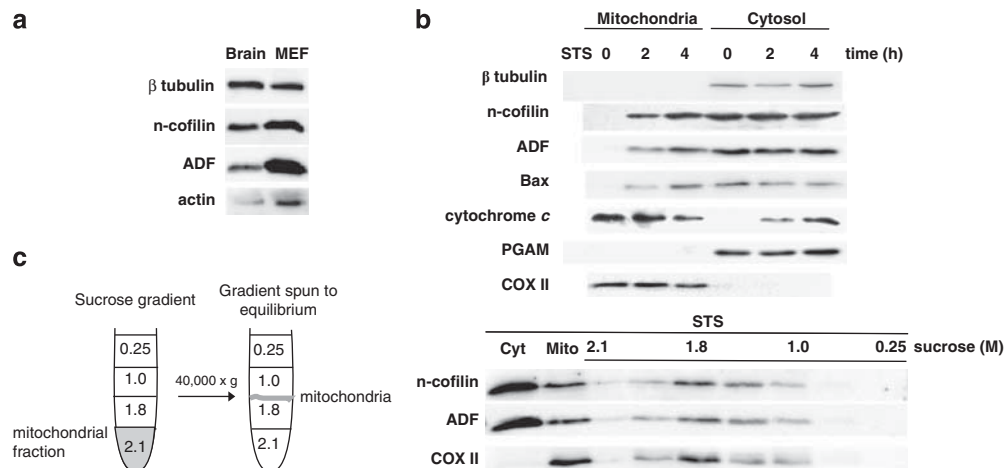 a
Brain MEF
β tubulin
n-cofilin
ADF
actin
b
Mitochondria Cytosol
STS 0 2 4 0 2 4 time (h)
β tubulin
n-cofilin
ADF
Bax
cytochrome c
PGAM
COX II
c
Sucrose gradient
Gradient spun to
equilibrium
0.25
1.0
1.8
2.1
mitochondrial
fraction
40,000 x g
0.25
1.0
1.8
2.1
mitochondria
STS
Cyt Mito 2.1 1.8 1.0 0.25 sucrose (M)
n-cofilin
ADF
COX II